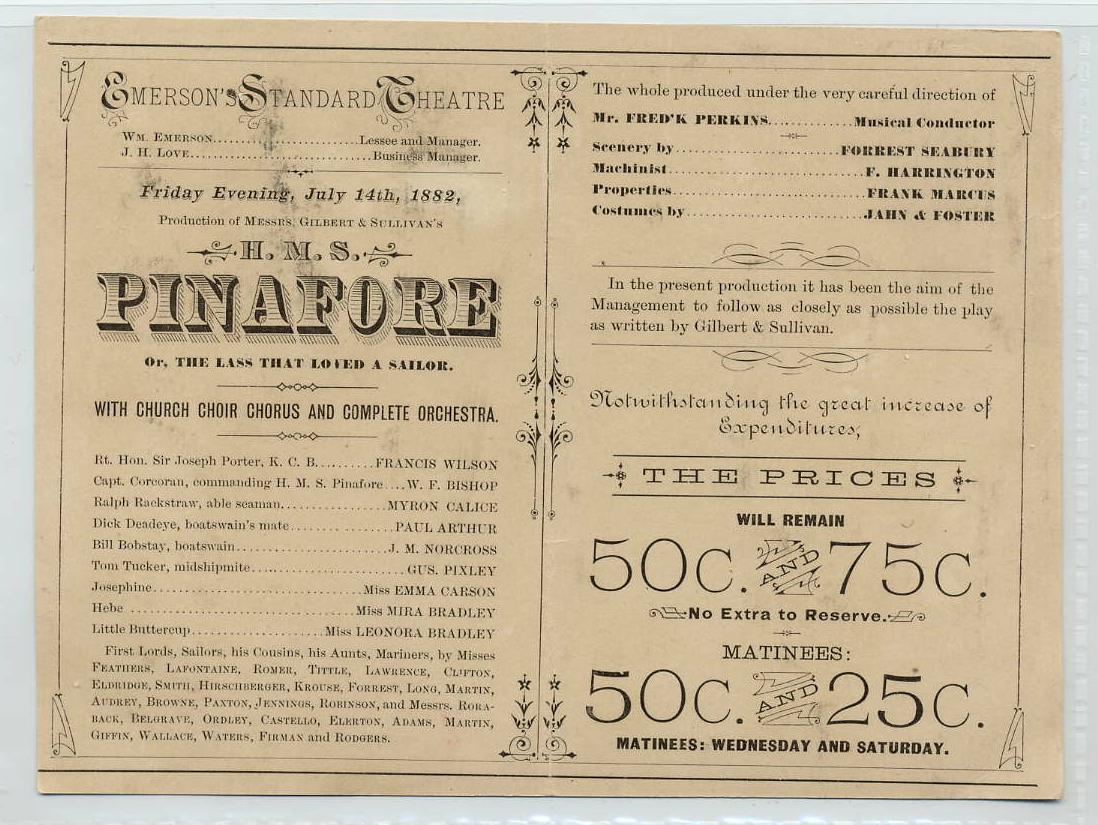 EMERSON'S STANDARD THEATRE
WM. EMERSON..............................Lessee and Manager.
J. H. LOVE................................Business Manager.
Friday Evening, July 14th, 1882,
Production of MESSRS. GILBERT & SULLIVAN'S
H. M. S.
PINAFORE
Or, THE LASS THAT LOVED A SAILOR.
WITH CHURCH CHOIR CHORUS AND COMPLETE ORCHESTRA.
Rt. Hon. Sir Joseph Porter, K. C. B..........FRANCIS WILSON
Capt. Corcoran, commanding H. M. S. Pinafore....W. F. BISHOP
Ralph Rackstraw, able seaman..................MYRON CALICE
Dick Deadeye, boatswain's mate..................PAUL ARTHUR
Bill Bobstay, boatswain..........................J. M. NORCROSS
Tom Tucker, midshipmite..........................GUS. PIXLEY
Josephine....................................Miss EMMA CARSON
Hebe ......................................Miss MIRA BRADLEY
Little Buttercup.......................Miss LEONORA BRADLEY
First Lords, Sailors, his Cousins, his Aunts, Mariners, by Misses
FEATHERS, LAFONTAINE, ROMER, TITTLE, LAWRENCE, CLIFTON,
ELDRIDGE, SMITH, HIRSCHBERGER, KROUSE, FORREST, LONG, MARTIN,
AUDREY, BROWNE, PAXTON, JENNINGS, ROBINSON, and Messrs. RORA-
BACK, BELGRAVE, ORDLEY, CASTELLO, ELERTON, ADAMS, MARTIN,
GIFFIN, WALLACE, WATERS, FIRMAN and RODGERS.
The whole produced under the very careful direction of
Mr. FRED'K PERKINS..............Musical Conductor
Scenery by............................FORREST SEABURY
Machinist.................................F. HARRINGTON
Properties................................FRANK MARCUS
Costumes by..............................JAHN & FOSTER
In the present production it has been the aim of the
Management to follow as closely as possible the play
as written by Gilbert & Sullivan.
Notwithstanding the great increase of
Expenditures,
THE PRICES
WILL REMAIN
50C. AND 75C.
No Extra to Reserve.
MATINEES:
50C. AND 25C.
MATINEES: WEDNESDAY AND SATURDAY.